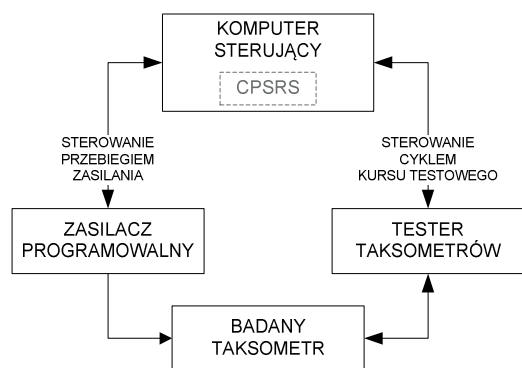 KOMPUTER
STERUJĄCY
CPSRS
STEROWANIE
PRZEBIEGIEM
ZASILANIA
STEROWANIE
CYKLEM
KURSU TESTOWEGO
ZASILACZ
PROGRAMOWALNY
TESTER
TAKSOMETRÓW
BADANY
TAKSOMETR